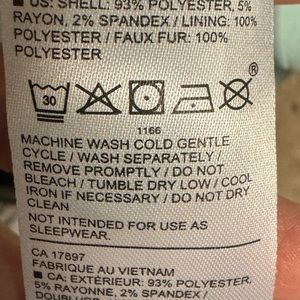 ■ US: SHELL: 93% POLYESTER, 5%
RAYON, 2% SPANDEX / LINING: 100%
POLYESTER / FAUX FUR: 100%
POLYESTER
30
®
1166
MACHINE WASH COLD GENTLE
CYCLE / WASH SEPARATELY /
REMOVE PROMPTLY / DO NOT
BLEACH / TUMBLE DRY LOW / COOL
IRON IF NECESSARY / DO NOT DRY
CLEAN
NOT INTENDED FOR USE AS
SLEEPWEAR.
CA 17897
FABRIQUE AU VIETNAM
■ CA: EXTÉRIEUR: 93% POLYESTER,
5% RAYONNE, 2% SPANDEX /